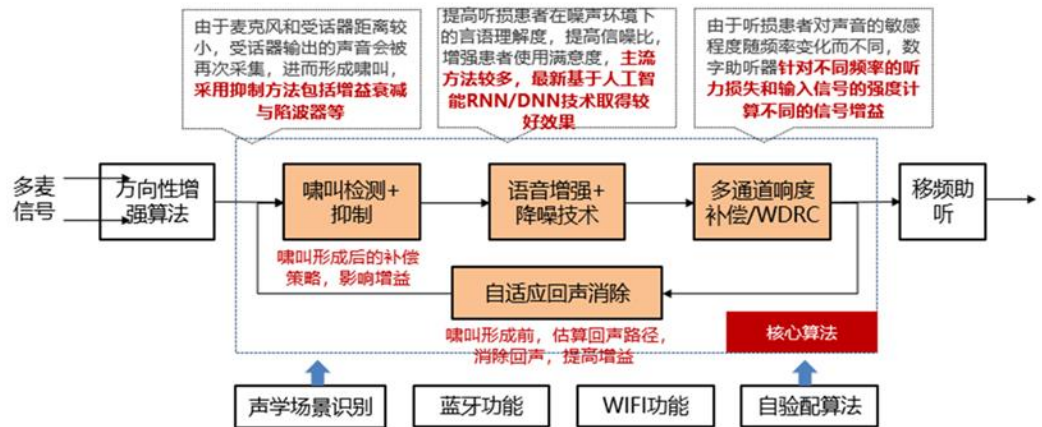 由于麦克风和受话器距离较
小，受话器输出的声音会被
再次采集，进而形成啸叫，
采用抑制方法包括增益衰减
与陷波器等
提高听损患者在噪声环境下
的言语理解度，提高信噪比，
增强患者使用满意度，主流
方法较多，最新基于人工智
能RNN/DNN技术取得较
好效果
由于听损患者对声音的敏感
程度随频率变化而不同，数
字助听器针对不同频率的听
力损失和输入信号的强度计
算不同的信号增益
多麦
信号
方向性增
强算法
啸叫检测+
抑制
语音增强+
降噪技术
多通道响度
补偿/WDRC
移频助
听
啸叫形成后的补偿
策略，影响增益
自适应回声消除
啸叫形成前，估算回声路径，
消除回声，提高增益
核心算法
声学场景识别
蓝牙功能
WIFI功能
自验配算法